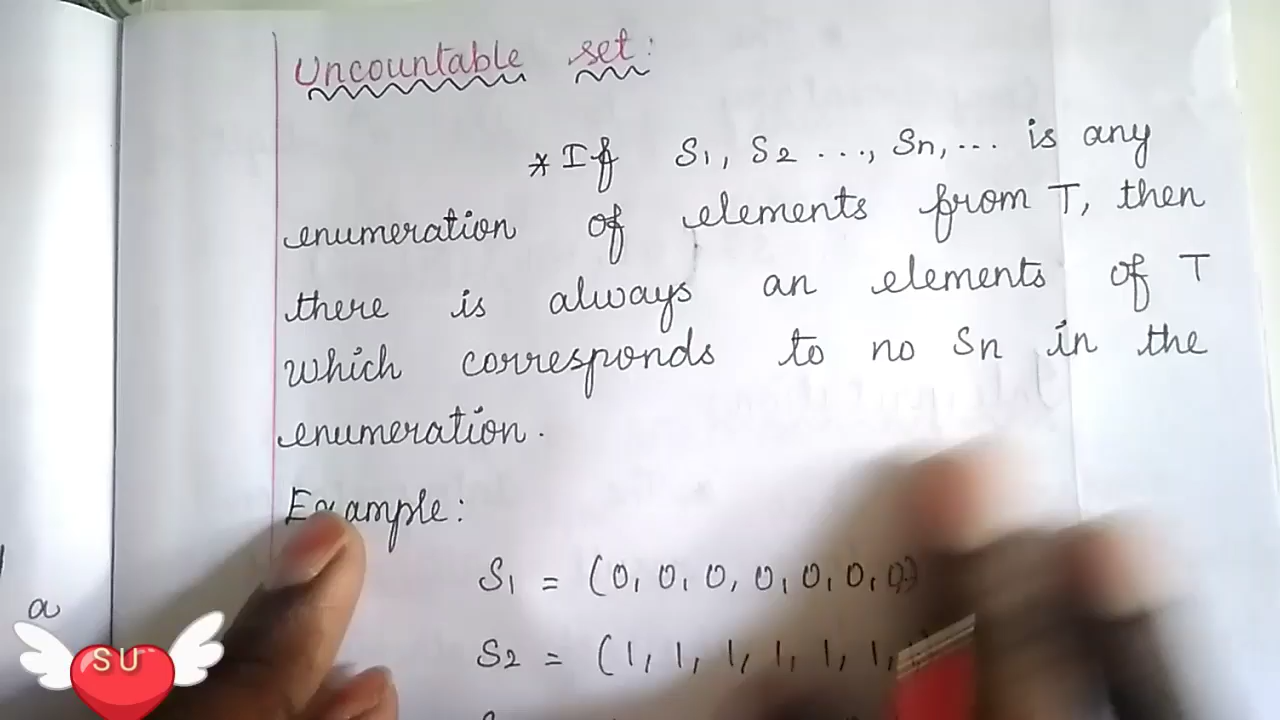 Uncountable set:
* If S1, S2 ..., Sn, ... is any
enumeration of elements from T, then
there is always an elements of T
which corresponds to no Sn in the
enumeration.
Example:
S1 = (0, 0, 0, 0, 0, 0, 0)
S2 = (1, 1, 1, 1, 1, 1,
a
SU